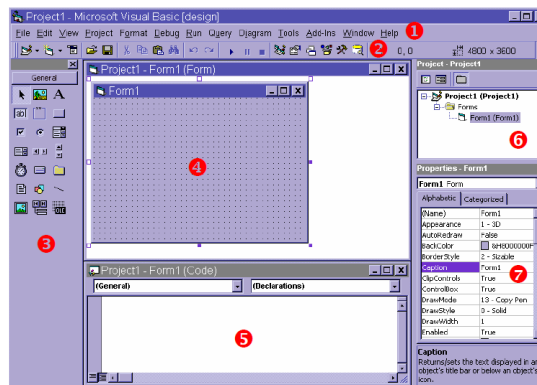 Project1 - Microsoft Visual Basic [design]
File Edit View Project Format Debug Run Query Diagram Tools Add-Ins Window Help 1
2 0, 0 4800 x 3600
General
A
ab
3
Project1 - Form1 (Form)
Form1
4
Project1 - Form1 (Code)
(General) (Declarations)
5
Project - Project1
Project1 (Project1)
Forms
Form1 (Form1)
6
Properties - Form1
Form1 Form
Alphabetic Categorized
(Name) Form1
Appearance 1 - 3D
AutoRedraw False
BackColor &H8000000F
BorderStyle 2 - Sizable
Caption Form1
ClipControls True
ControlBox True
DrawMode 13 - Copy Pen
DrawStyle 0 - Solid
DrawWidth 1
Enabled True
7
Caption
Returns/sets the text displayed in an
object's title bar or below an object's
icon.